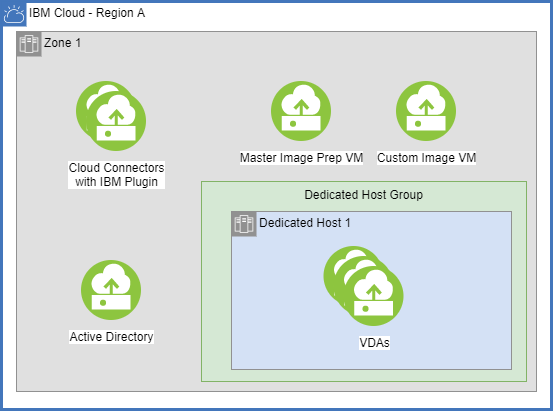 IBM Cloud - Region A
Zone 1
Cloud Connectors
with IBM Plugin
Master Image Prep VM
Custom Image VM
Dedicated Host Group
Dedicated Host 1
Active Directory
VDAs